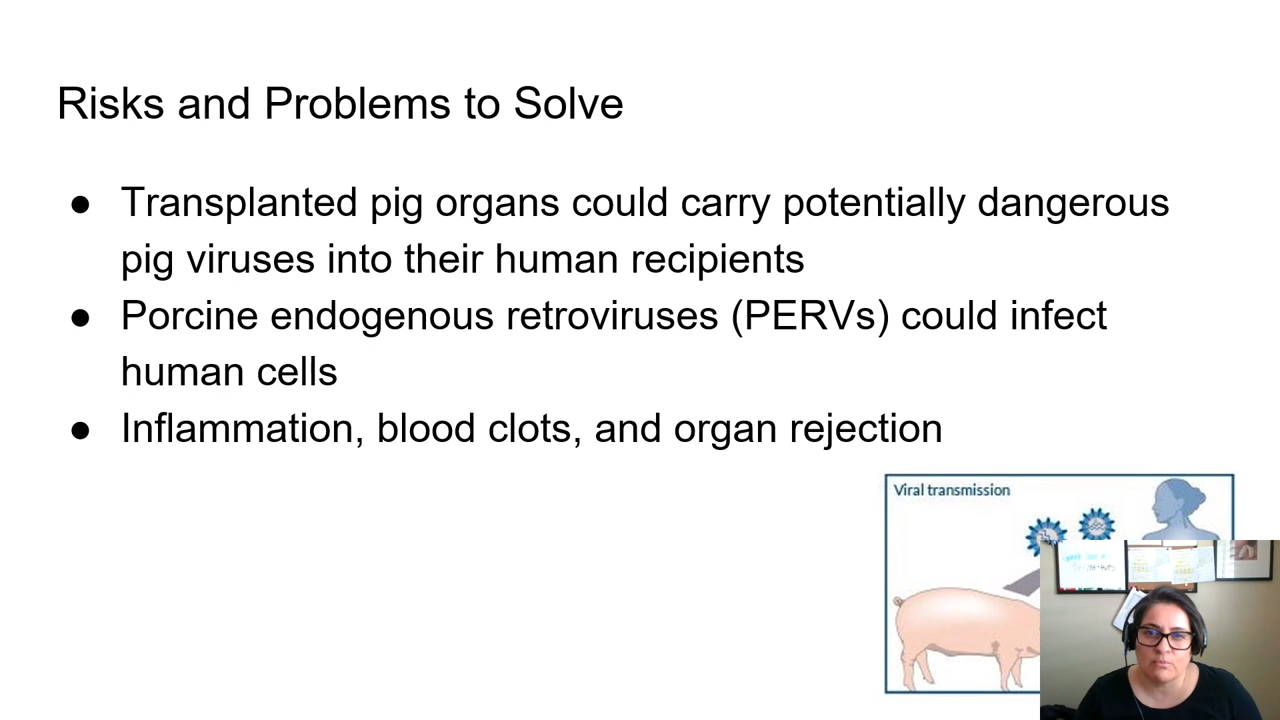 Risks and Problems to Solve
● Transplanted pig organs could carry potentially dangerous
pig viruses into their human recipients
● Porcine endogenous retroviruses (PERVs) could infect
human cells
● Inflammation, blood clots, and organ rejection
Viral transmission